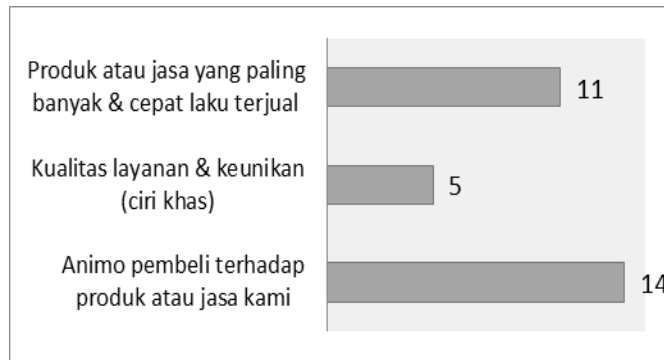 Produk atau jasa yang paling
banyak & cepat laku terjual
11
Kualitas layanan & keunikan
(ciri khas)
5
Animo pembeli terhadap
produk atau jasa kami
14